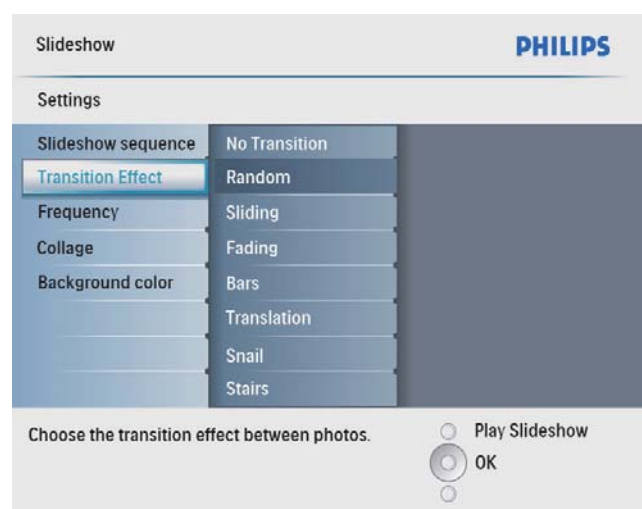 Slideshow
PHILIPS
Settings
Slideshow sequence
Transition Effect
Frequency
Collage
Background color
No Transition
Random
Sliding
Fading
Bars
Translation
Snail
Stairs
Choose the transition effect between photos.
Play Slideshow
OK